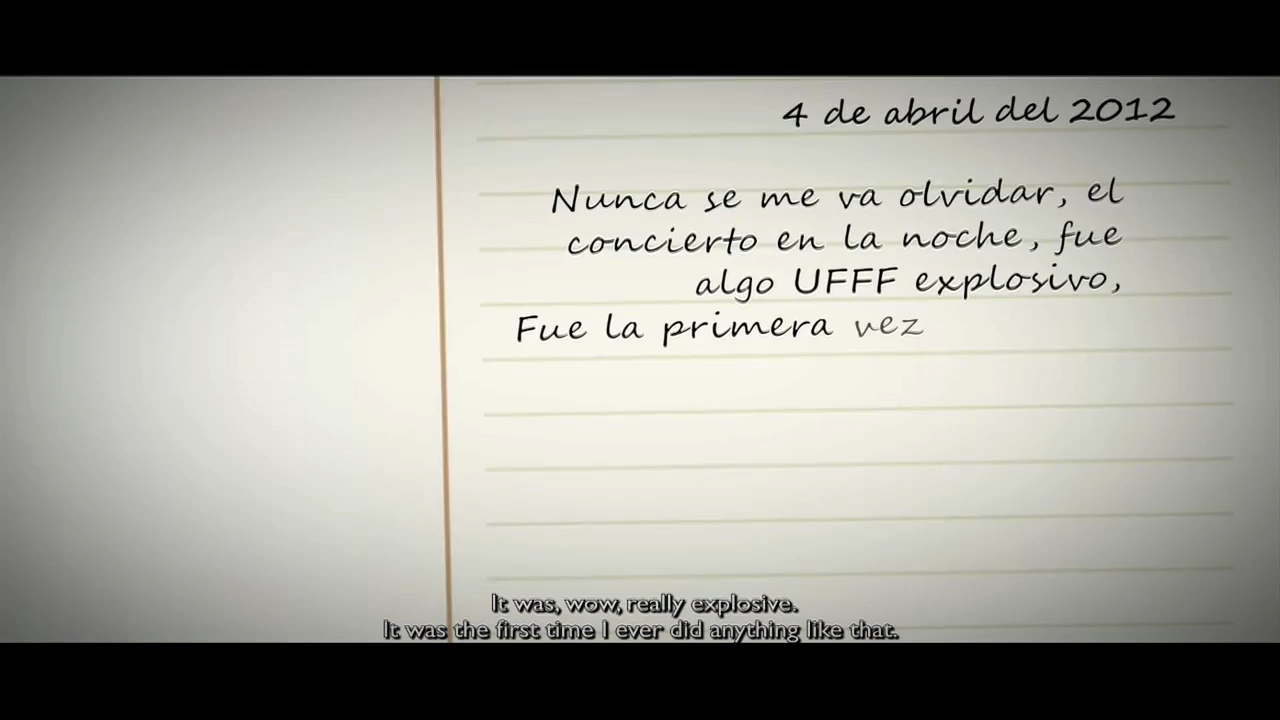 4 de abril del 2012
Nunca se me va olvidar, el
concierto en la noche, fue
algo UFFF explosivo,
Fue la primera vez
It was, wow, really explosive.
It was the first time I ever did anything like that.